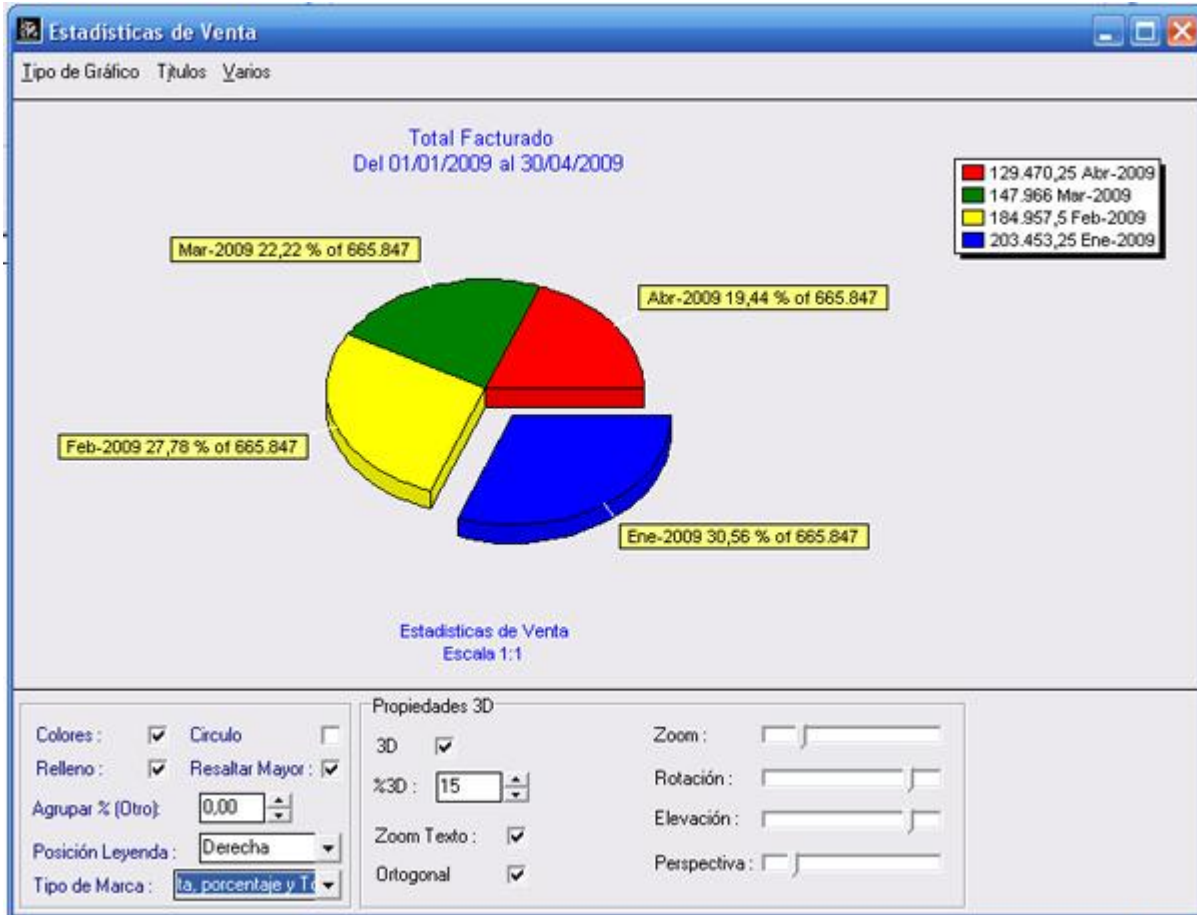 Estadísticas de Venta
Tipo de Gráfico Títulos Varios
Total Facturado
Del 01/01/2009 al 30/04/2009
129.470,25 Abr-2009
147.966 Mar-2009
184.957,5 Feb-2009
203.453,25 Ene-2009
Mar-2009 22,22 % of 665.847
Abr-2009 19,44 % of 665.847
Feb-2009 27,78 % of 665.847
Ene-2009 30,56 % of 665.847
Estadisticas de Venta
Escala 1:1
Colores : Circulo
Relleno : Resaltar Mayor :
Agrupar % (Otro): 0,00
Posición Leyenda : Derecha
Tipo de Marca : ta, porcentaje y To
Propiedades 3D
3D
%3D : 15
Zoom Texto :
Ortogonal
Zoom :
Rotación :
Elevación :
Perspectiva :